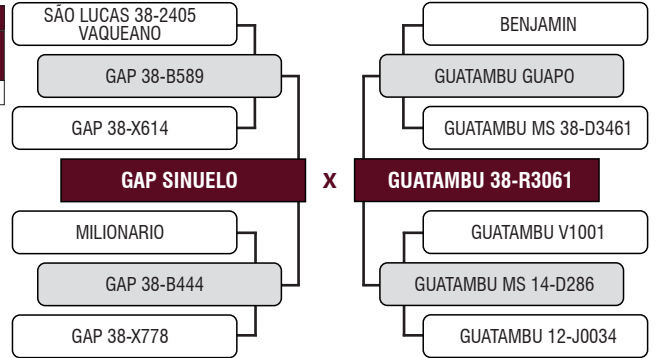 SÃO LUCAS 38-2405
VAQUEANO
GAP 38-B589
GAP 38-X614
GAP SINUELO
MILIONARIO
GAP 38-B444
GAP 38-X778
X
BENJAMIN
GUATAMBU GUAPO
GUATAMBU MS 38-D3461
GUATAMBU 38-R3061
GUATAMBU V1001
GUATAMBU MS 14-D286
GUATAMBU 12-J0034